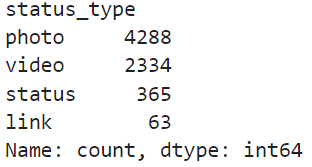 status_type
photo     4288
video     2334
status     365
link        63
Name: count, dtype: int64